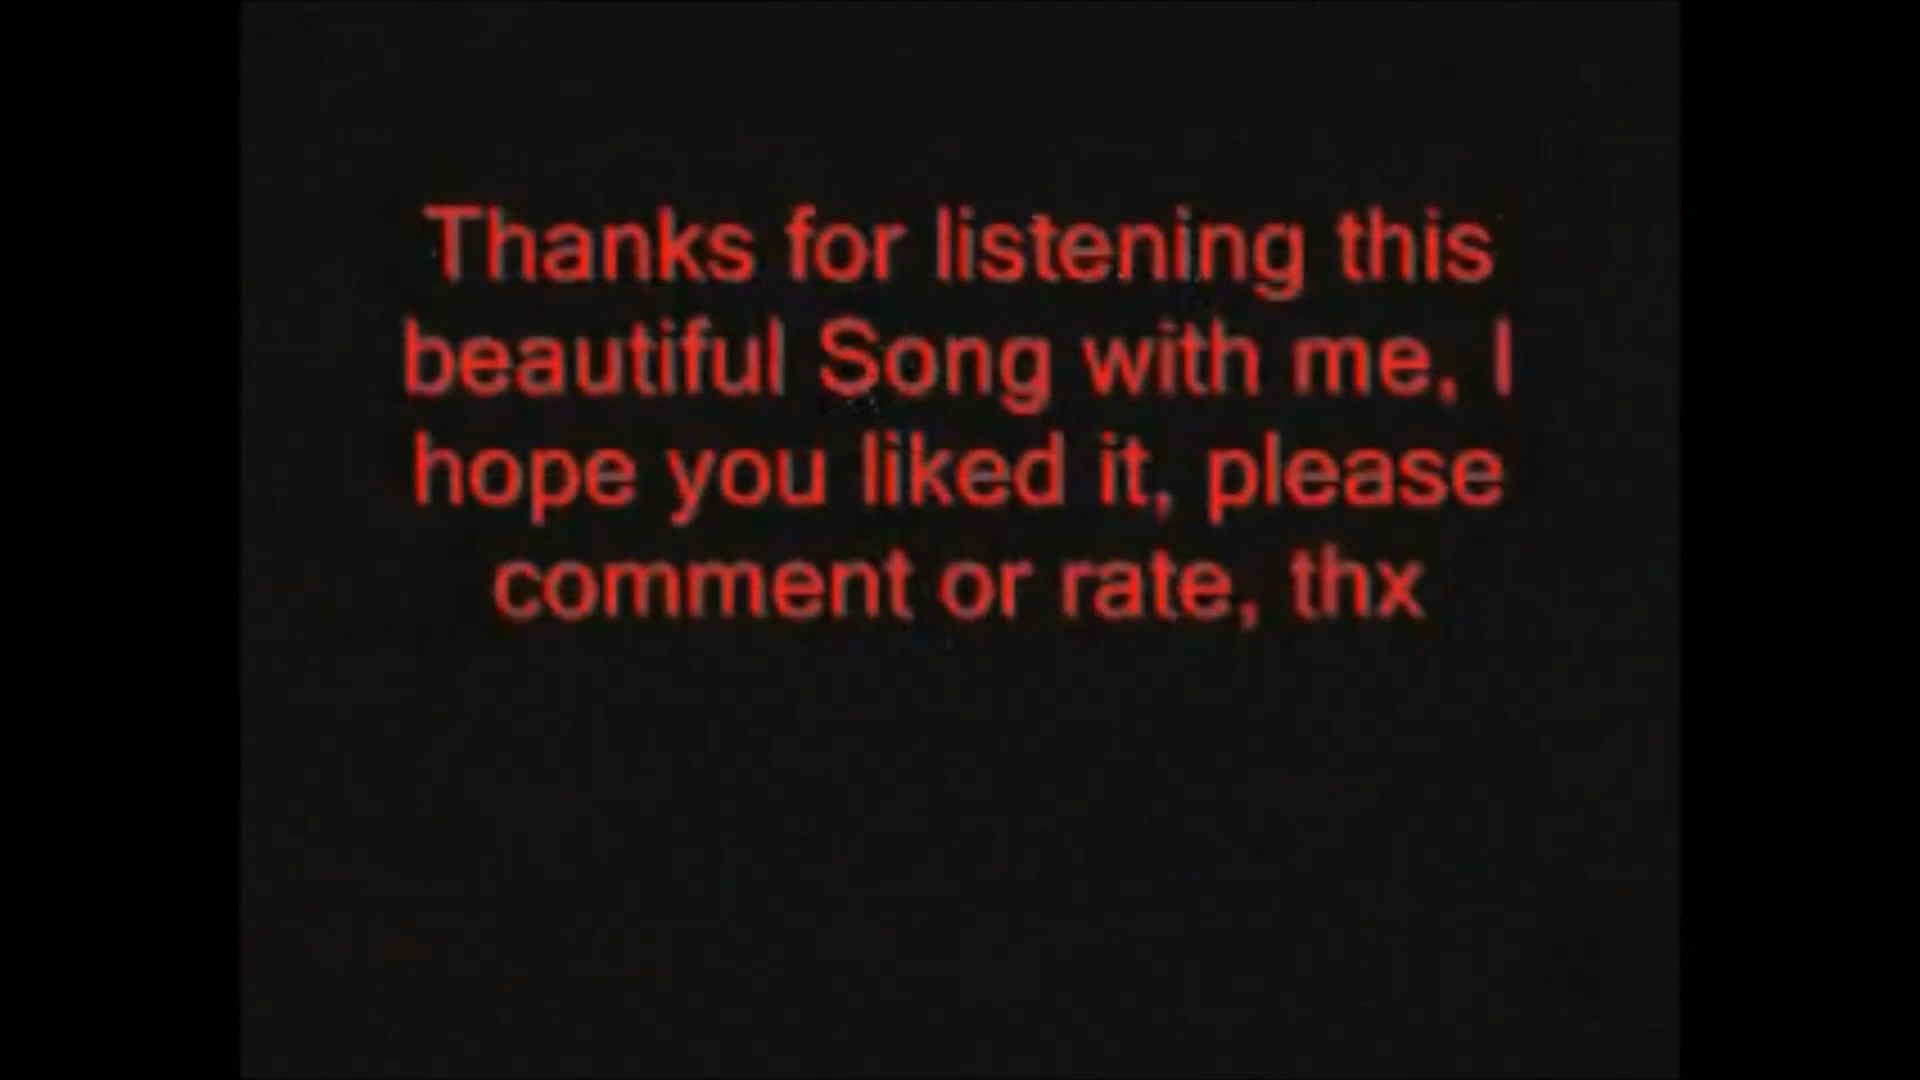 Thanks for listening this
beautiful Song with me, I
hope you liked it, please
comment or rate, thx